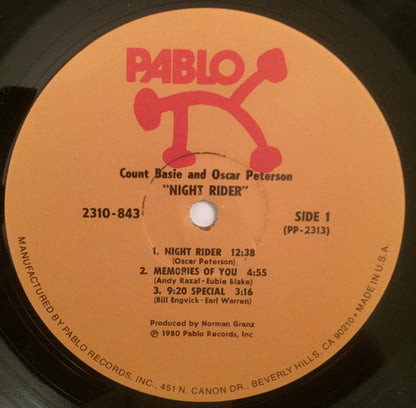 PABLO
Count Basie and Oscar Peterson
"NIGHT RIDER"
2310-843
SIDE 1
(PP-2313)
1. NIGHT RIDER 12:38
(Oscar Peterson)
2. MEMORIES OF YOU 4:55
(Andy Razal-Eubie Blake)
3. 9:20 SPECIAL 3:16
(Bill Engvick - Earl Warren)
Produced by Norman Granz
℗ 1980 Pablo Records, Inc.
MANUFACTURED BY PABLO RECORDS, INC., 451 N. CANON DR., BEVERLY HILLS, CA 90210 • MADE IN U.S.A.